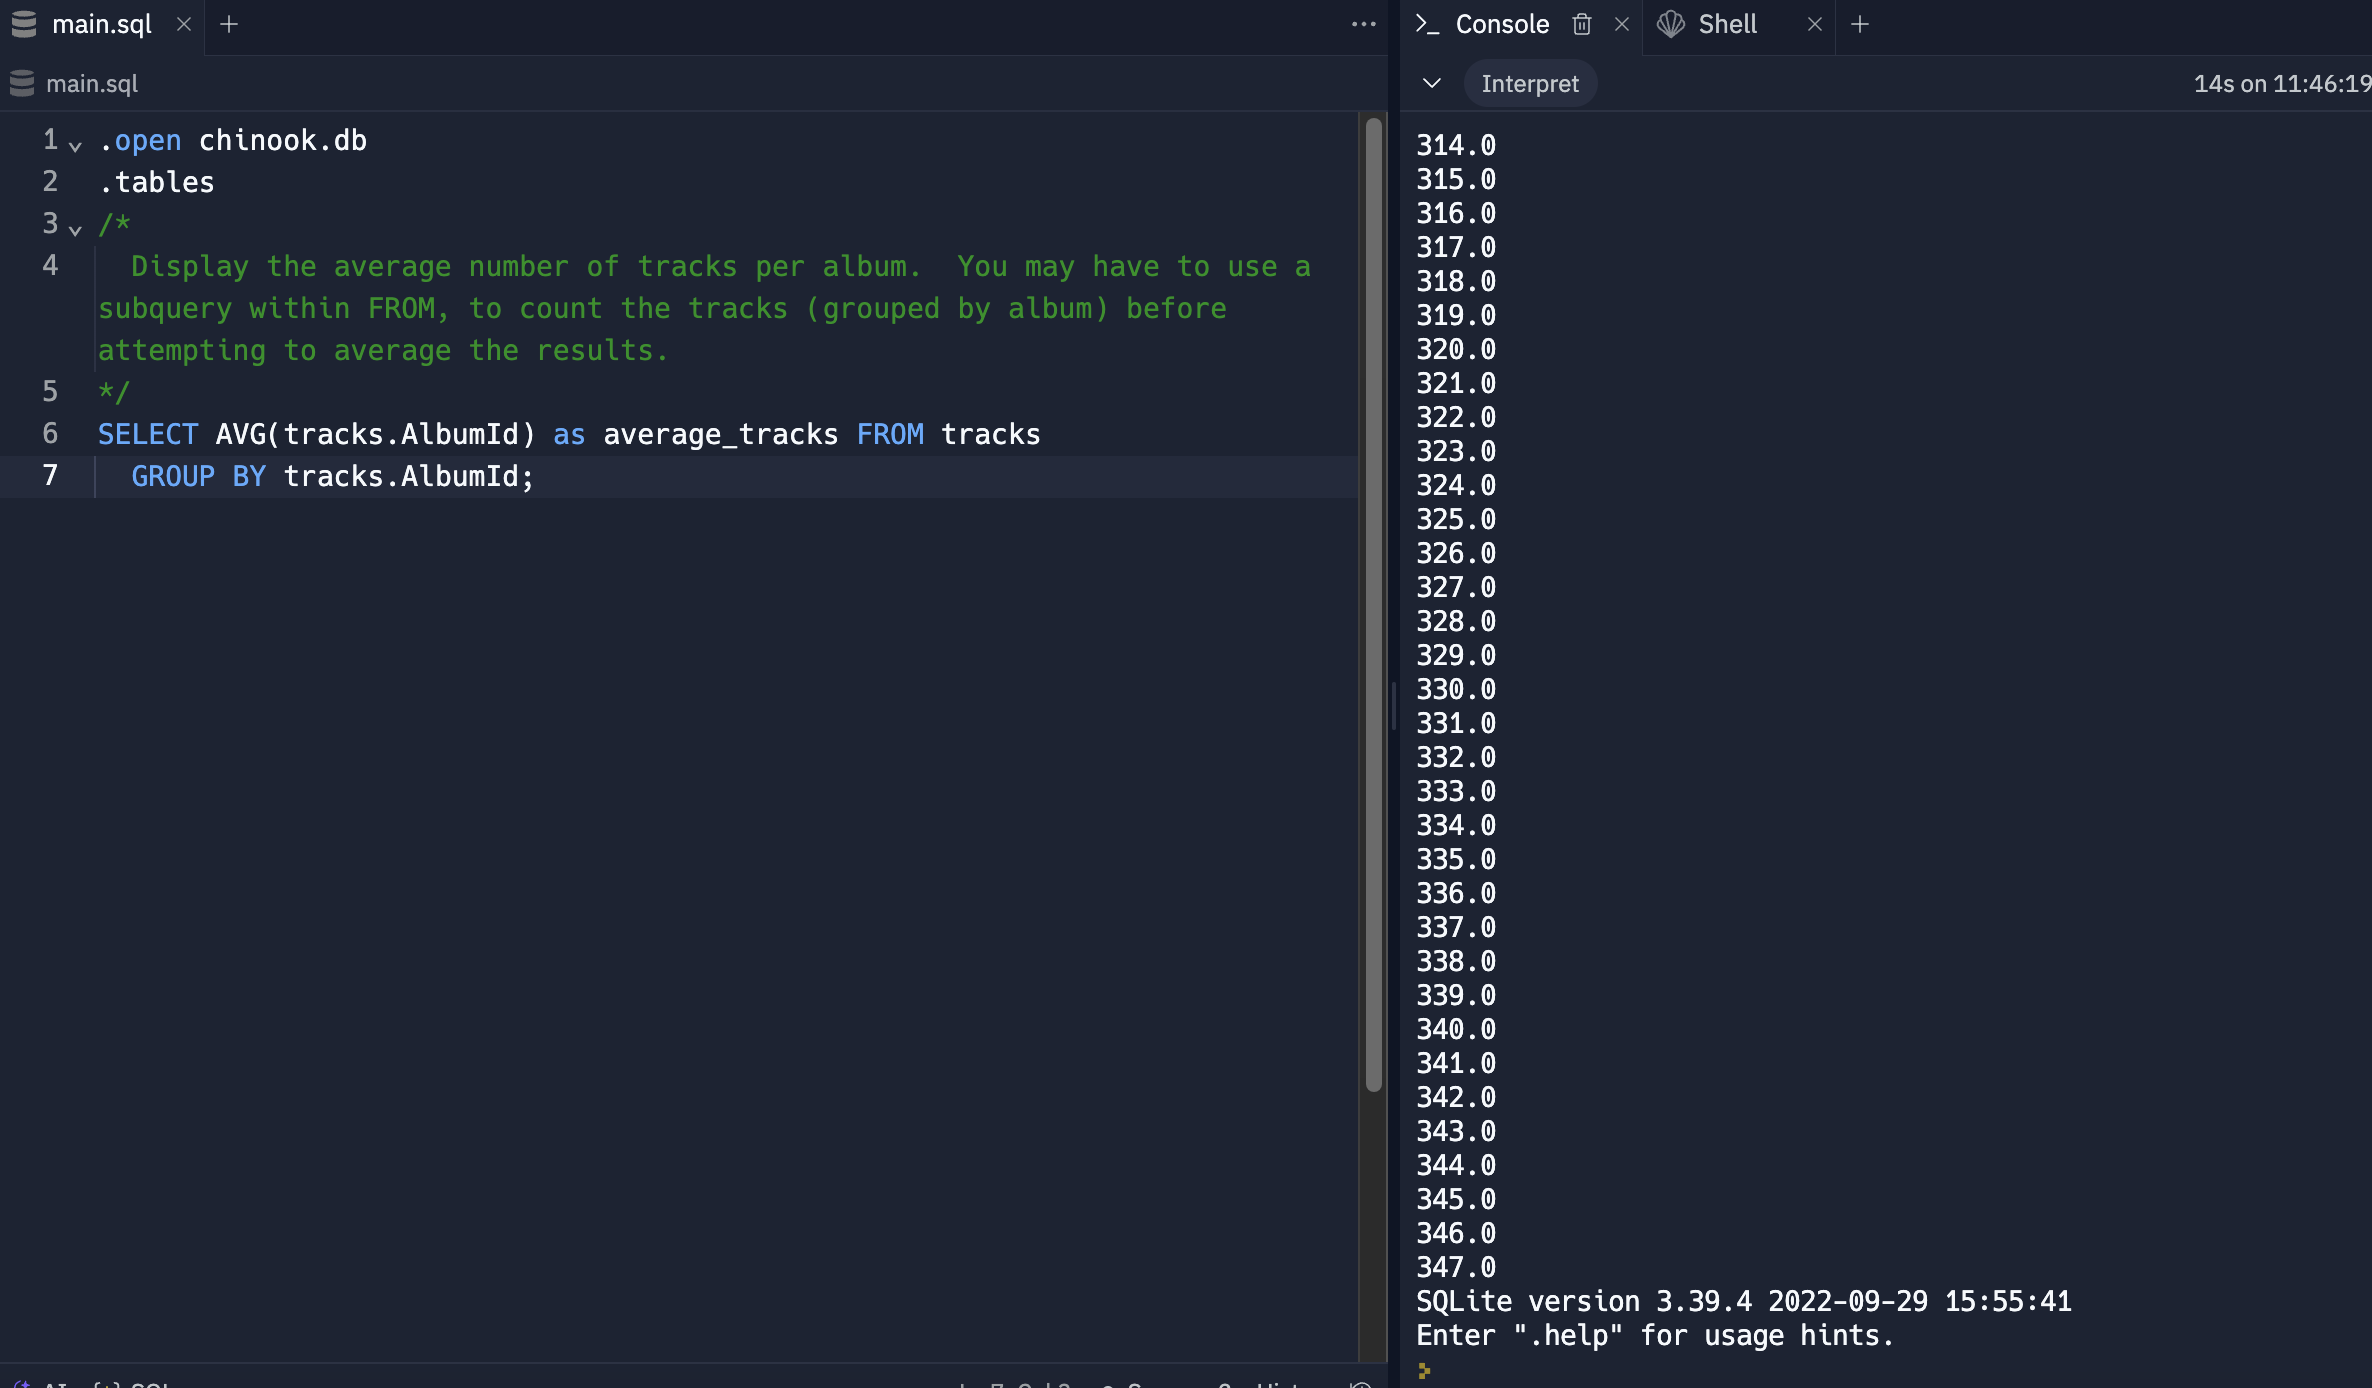 main.sql
main.sql
1 .open chinook.db
2 .tables
3 /*
4 Display the average number of tracks per album.  You may have to use a
subquery within FROM, to count the tracks (grouped by album) before
attempting to average the results.
5 */
6 SELECT AVG(tracks.AlbumId) as average_tracks FROM tracks
7 GROUP BY tracks.AlbumId;
Console
Shell
Interpret
14s on 11:46:19
314.0
315.0
316.0
317.0
318.0
319.0
320.0
321.0
322.0
323.0
324.0
325.0
326.0
327.0
328.0
329.0
330.0
331.0
332.0
333.0
334.0
335.0
336.0
337.0
338.0
339.0
340.0
341.0
342.0
343.0
344.0
345.0
346.0
347.0
SQLite version 3.39.4 2022-09-29 15:55:41
Enter ".help" for usage hints.